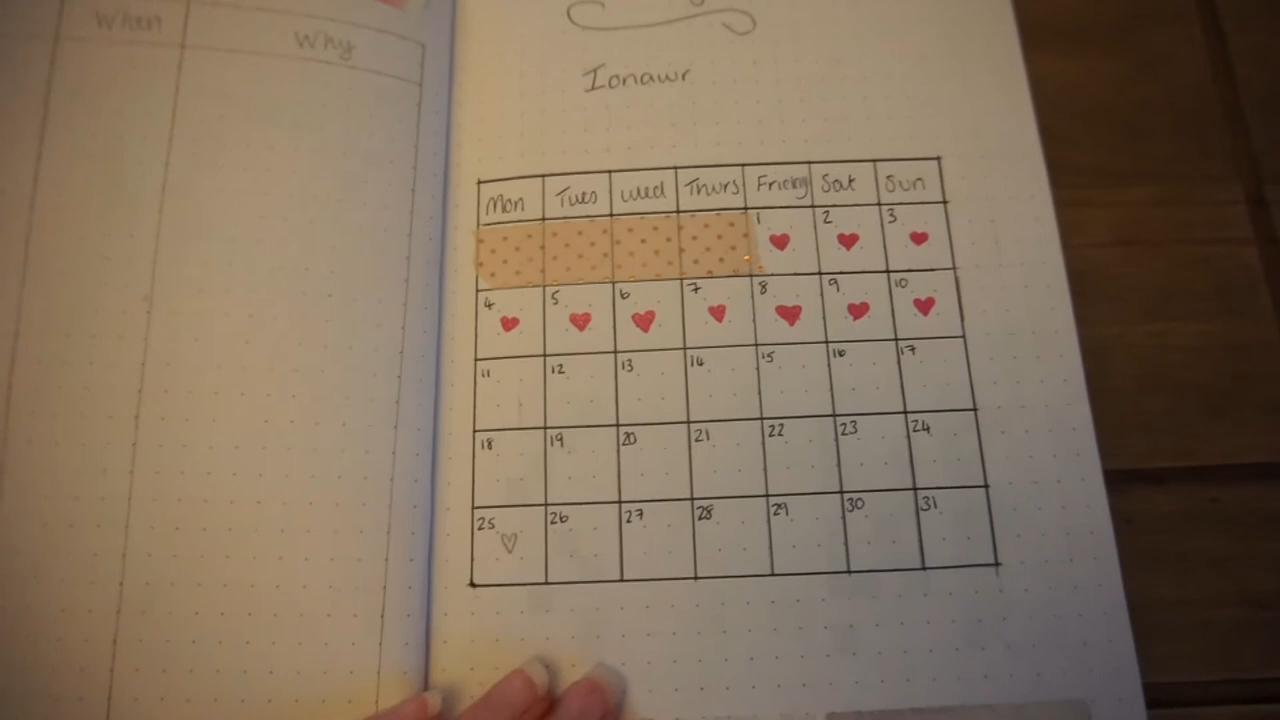 When Why
Ionawr
Mon Tues Wed Thurs Sat Sun
1 2 3
4 5 6 7 8 9 10
11 12 13 14 15 16 17
18 19 20 21 22 23 24
25 26 27 28 29 30 31